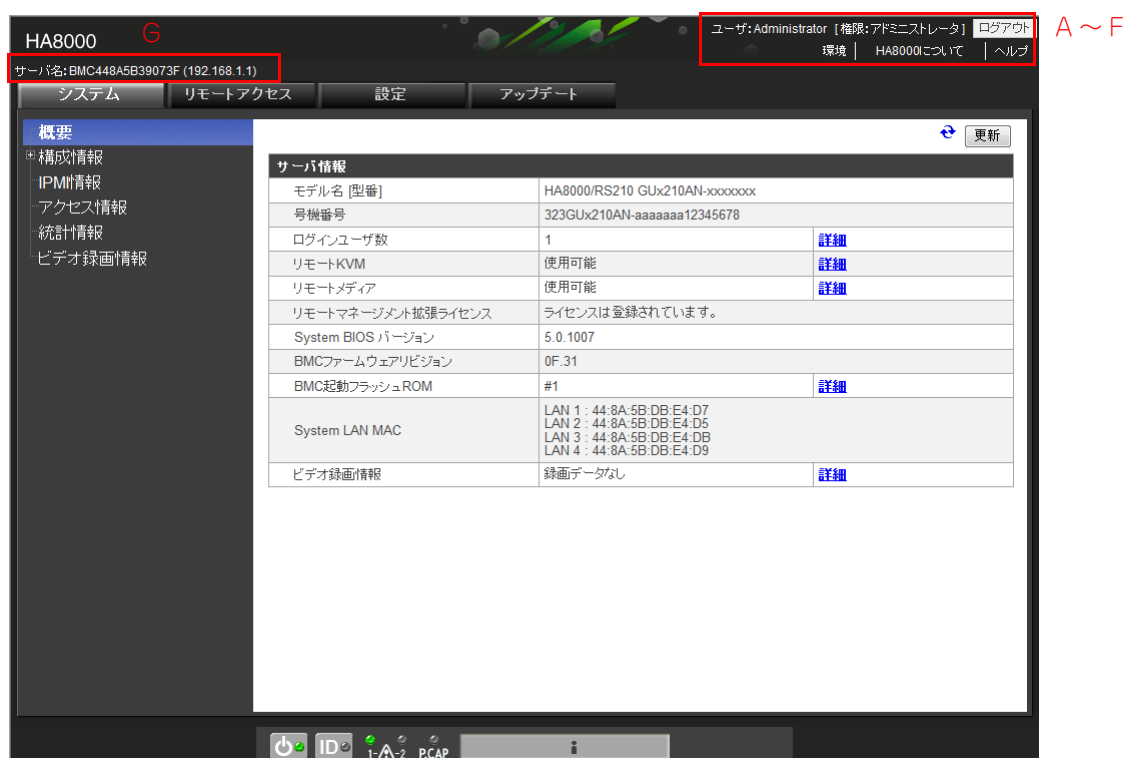 HA8000
G
ユーザ:Administrator [権限:アドミニストレータ] ログアウト
A～F
環境 | HA8000について | ヘルプ
サーバ名:BMC448A5B39073F (192.168.1.1)
システム リモートアクセス 設定 アップデート
概要
構成情報
IPMI情報
アクセス情報
統計情報
ビデオ録画情報
更新
サーバ情報
モデル名 [型番] HA8000/RS210 GUx210AN-xxxxxxx
号機番号 323GUx210AN-aaaaaaa12345678
ログインユーザ数 1 詳細
リモートKVM 使用可能 詳細
リモートメディア 使用可能 詳細
リモートマネージメント拡張ライセンス ライセンスは登録されています。
System BIOS バージョン 5.0.1007
BMCファームウェアリビジョン 0F.31
BMC起動フラッシュROM #1 詳細
System LAN MAC
LAN 1 : 44:8A:5B:DB:E4:D7
LAN 2 : 44:8A:5B:DB:E4:D5
LAN 3 : 44:8A:5B:DB:E4:DB
LAN 4 : 44:8A:5B:DB:E4:D9
ビデオ録画情報 録画データなし 詳細
ID 1-⚠-2 P.CAP i